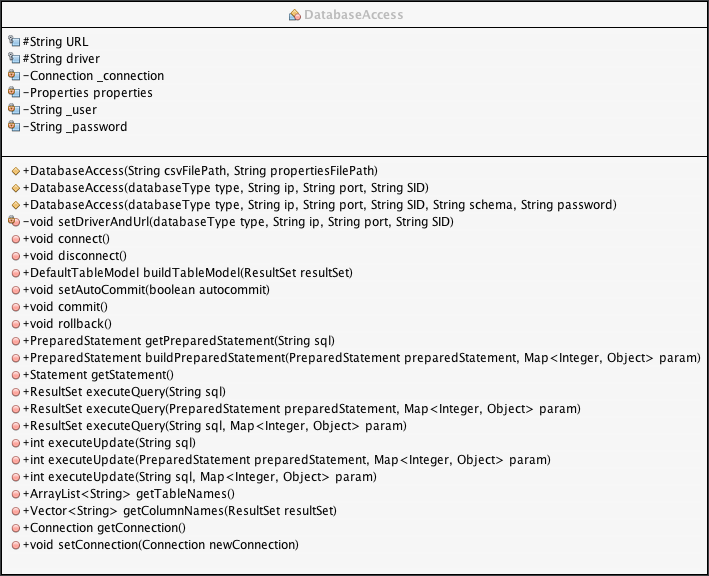 DatabaseAccess
#String URL
#String driver
-Connection _connection
-Properties properties
-String _user
-String _password
+DatabaseAccess(String csvFilePath, String propertiesFilePath)
+DatabaseAccess(databaseType type, String ip, String port, String SID)
+DatabaseAccess(databaseType type, String ip, String port, String SID, String schema, String password)
-void setDriverAndUrl(databaseType type, String ip, String port, String SID)
+void connect()
+void disconnect()
+DefaultTableModel buildTableModel(ResultSet resultSet)
+void setAutoCommit(boolean autocommit)
+void commit()
+void rollback()
+PreparedStatement getPreparedStatement(String sql)
+PreparedStatement buildPreparedStatement(PreparedStatement preparedStatement, Map<Integer, Object> param)
+Statement getStatement()
+ResultSet executeQuery(String sql)
+ResultSet executeQuery(PreparedStatement preparedStatement, Map<Integer, Object> param)
+ResultSet executeQuery(String sql, Map<Integer, Object> param)
+int executeUpdate(String sql)
+int executeUpdate(PreparedStatement preparedStatement, Map<Integer, Object> param)
+int executeUpdate(String sql, Map<Integer, Object> param)
+ArrayList<String> getTableNames()
+Vector<String> getColumnNames(ResultSet resultSet)
+Connection getConnection()
+void setConnection(Connection newConnection)